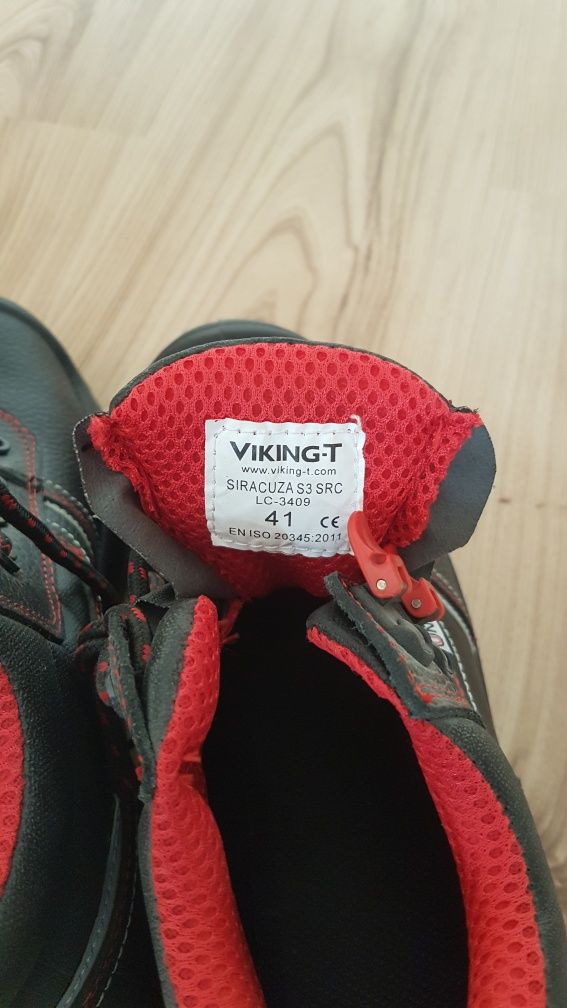 VIKING-T
www.viking-t.com
SIRACUZA S3 SRC
LC-3409
41 CE
EN ISO 20345:2011